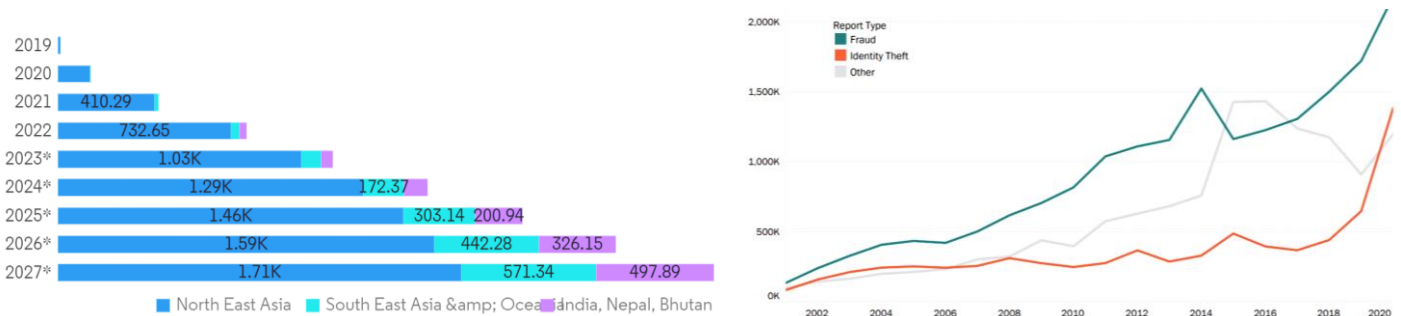 2019
2020
2021 410.29
2022 732.65
2023* 1.03K
2024* 1.29K 172.37
2025* 1.46K 303.14 200.94
2026* 1.59K 442.28 326.15
2027* 1.71K 571.34 497.89
North East Asia South East Asia &amp; Oceania India, Nepal, Bhutan
Report Type
Fraud
Identity Theft
Other
2,000K
1,500K
1,000K
500K
0K
2002 2004 2006 2008 2010 2012 2014 2016 2018 2020